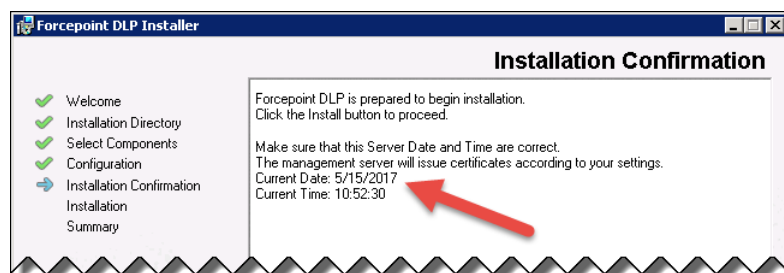 Forcepoint DLP Installer
Installation Confirmation
Welcome
Installation Directory
Select Components
Configuration
Installation Confirmation
Installation
Summary
Forcepoint DLP is prepared to begin installation.
Click the Install button to proceed.
Make sure that this Server Date and Time are correct.
The management server will issue certificates according to your settings.
Current Date: 5/15/2017
Current Time: 10:52:30